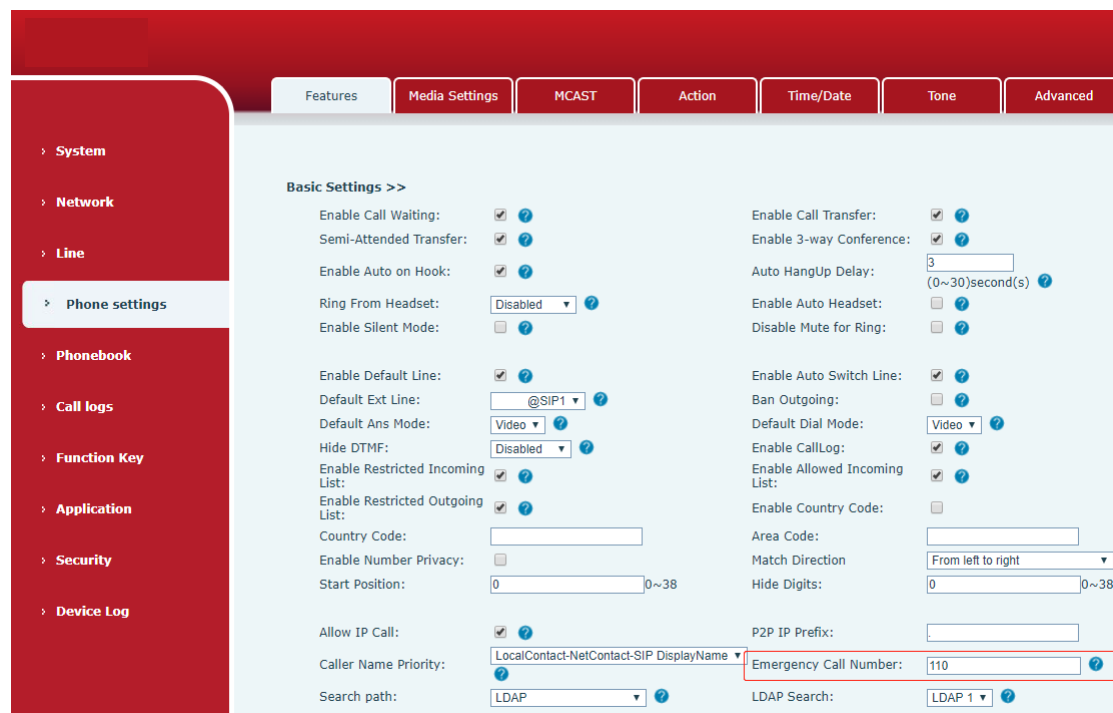 Features Media Settings MCAST Action Time/Date Tone Advanced
› System
› Network
› Line
› Phone settings
› Phonebook
› Call logs
› Function Key
› Application
› Security
› Device Log
Basic Settings >>
Enable Call Waiting: Enable Call Transfer:
Semi-Attended Transfer: Enable 3-way Conference:
Enable Auto on Hook: Auto HangUp Delay: 3
(0~30)second(s)
Ring From Headset: Disabled Enable Auto Headset:
Enable Silent Mode: Disable Mute for Ring:
Enable Default Line: Enable Auto Switch Line:
Default Ext Line: @SIP1 Ban Outgoing:
Default Ans Mode: Video Default Dial Mode: Video
Hide DTMF: Disabled Enable CallLog:
Enable Restricted Incoming Enable Allowed Incoming
List: List:
Enable Restricted Outgoing Enable Country Code:
List:
Country Code: Area Code:
Enable Number Privacy: Match Direction From left to right
Start Position: 0 0~38 Hide Digits: 0 0~38
Allow IP Call: P2P IP Prefix: .
Caller Name Priority: LocalContact-NetContact-SIP DisplayName Emergency Call Number: 110
Search path: LDAP LDAP Search: LDAP 1